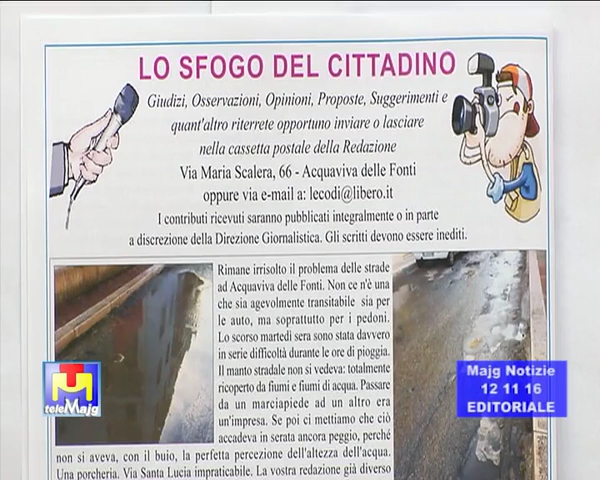 LO SFOGO DEL CITTADINO
Giudizi, Osservazioni, Opinioni, Proposte, Suggerimenti e
quant'altro riterrete opportuno inviare o lasciare
nella cassetta postale della Redazione
Via Maria Scalera, 66 - Acquaviva delle Fonti
oppure via e-mail a: lecodi@libero.it
I contributi ricevuti saranno pubblicati integralmente o in parte
a discrezione della Direzione Giornalistica. Gli scritti devono essere inediti.
Rimane irrisolto il problema delle strade
ad Acquaviva delle Fonti. Non ce n'è una
che sia agevolmente transitabile sia per
le auto, ma soprattutto per i pedoni.
Lo scorso martedì sera sono stata davvero
in serie difficoltà durante le ore di pioggia.
Il manto stradale non si vedeva: totalmente
ricoperto da fiumi e fiumi di acqua. Passare
da un marciapiede ad un altro era
un'impresa. Se poi ci mettiamo che ciò
accadeva in serata ancora peggio, perché
non si aveva, con il buio, la perfetta percezione dell'altezza dell'acqua.
Una porcheria. Via Santa Lucia impraticabile. La vostra redazione già diverso
TM
teleMajg
Majg Notizie
12 11 16
EDITORIALE